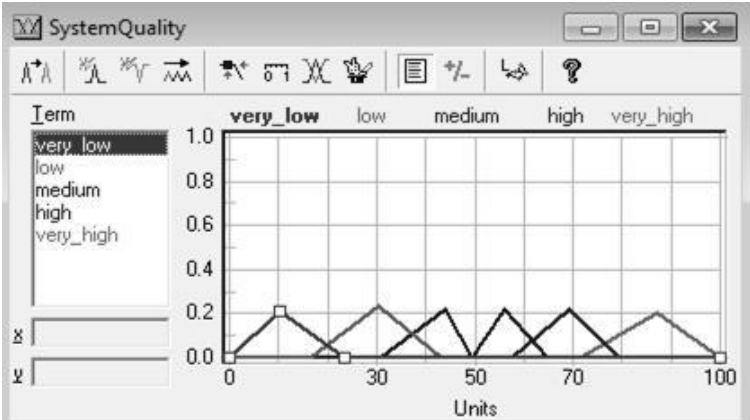 SystemQuality
+/-
?
Term
very_low
low
medium
high
very_high
x
y
very_low low medium high very_high
1.0
0.8
0.6
0.4
0.2
0.0
0 30 50 70 100
Units